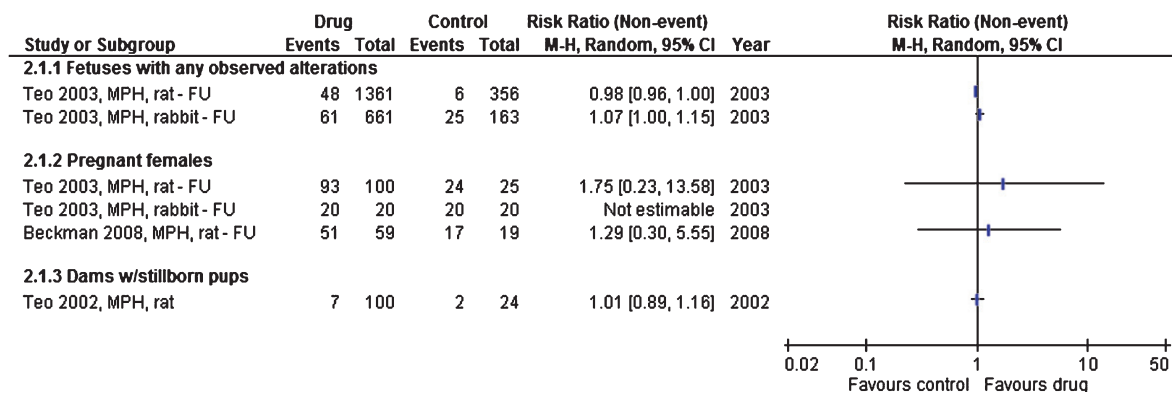 Drug Control Risk Ratio (Non-event) Risk Ratio (Non-event)
Study or Subgroup Events Total Events Total M-H, Random, 95% CI Year M-H, Random, 95% CI
2.1.1 Fetuses with any observed alterations
Teo 2003, MPH, rat - FU 48 1361 6 356 0.98 [0.96, 1.00] 2003
Teo 2003, MPH, rabbit - FU 61 661 25 163 1.07 [1.00, 1.15] 2003
2.1.2 Pregnant females
Teo 2003, MPH, rat - FU 93 100 24 25 1.75 [0.23, 13.58] 2003
Teo 2003, MPH, rabbit - FU 20 20 20 20 Not estimable 2003
Beckman 2008, MPH, rat - FU 51 59 17 19 1.29 [0.30, 5.55] 2008
2.1.3 Dams w/stillborn pups
Teo 2002, MPH, rat 7 100 2 24 1.01 [0.89, 1.16] 2002
0.02 0.1 1 10 50
Favours control Favours drug